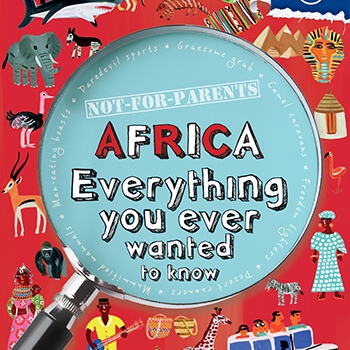 Man-eating beasts ★ Daredevil sports ★ Gruesome grub ★ Camel caravans ★ Freedom fighters ★ Desert runners ★ Mummified mammals ★
NOT-FOR-PARENTS
AFRICA
Everything
you ever
wanted
to know